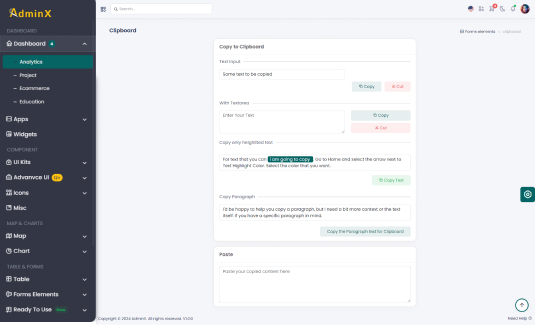 AdminX
Search
DASHBOARD
Dashboard 4
Analytics
Project
Ecommerce
Education
Apps
Widgets
COMPONENT
UI Kits
Advance UI
Icons
Misc
MAP & CHARTS
Map
Chart
TABLE & FORMS
Table
Forms Elements
Ready To Use
Clipboard
Form elements
clipboard
Copy to Clipboard
Text Input
Some text to be copied
Copy
Cut
With Textarea
Enter Your Text
Copy
Cut
Copy only highlighted text
For text that you can I am going to copy Go to Home and select the arrow next to
Text Highlight Color. Select the color that you want.
Copy Text
Copy Paragraph
I'd be happy to help you copy a paragraph, but I need a bit more context or the text
itself. If you have a specific paragraph in mind.
Copy the Paragraph text for Clipboard
Paste
Paste your copied content here
Copyright © 2024 AdminX. All rights reserved. V1.0.0
Need Help